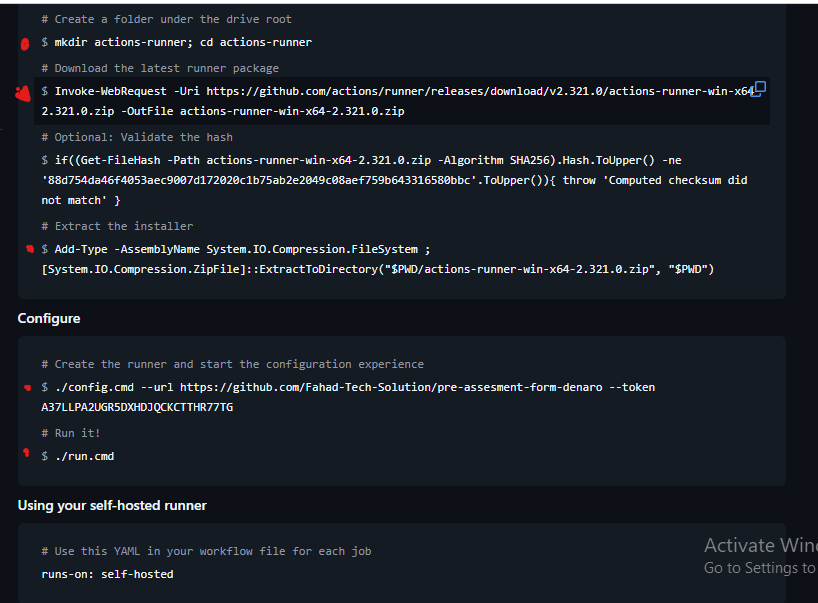 # Create a folder under the drive root
$ mkdir actions-runner; cd actions-runner
# Download the latest runner package
$ Invoke-WebRequest -Uri https://github.com/actions/runner/releases/download/v2.321.0/actions-runner-win-x64-
2.321.0.zip -OutFile actions-runner-win-x64-2.321.0.zip
# Optional: Validate the hash
$ if((Get-FileHash -Path actions-runner-win-x64-2.321.0.zip -Algorithm SHA256).Hash.ToUpper() -ne
'88d754da46f4053aec9007d172020c1b75ab2e2049c08aef759b643316580bbc'.ToUpper()){ throw 'Computed checksum did
not match' }
# Extract the installer
$ Add-Type -AssemblyName System.IO.Compression.FileSystem ;
[System.IO.Compression.ZipFile]::ExtractToDirectory("$PWD/actions-runner-win-x64-2.321.0.zip", "$PWD")
Configure
# Create the runner and start the configuration experience
$ ./config.cmd --url https://github.com/Fahad-Tech-Solution/pre-assesment-form-denaro --token
A37LLPA2UGR5DXHDJQCKCTTHR77TG
# Run it!
$ ./run.cmd
Using your self-hosted runner
# Use this YAML in your workflow file for each job
runs-on: self-hosted
Activate Win
Go to Settings to